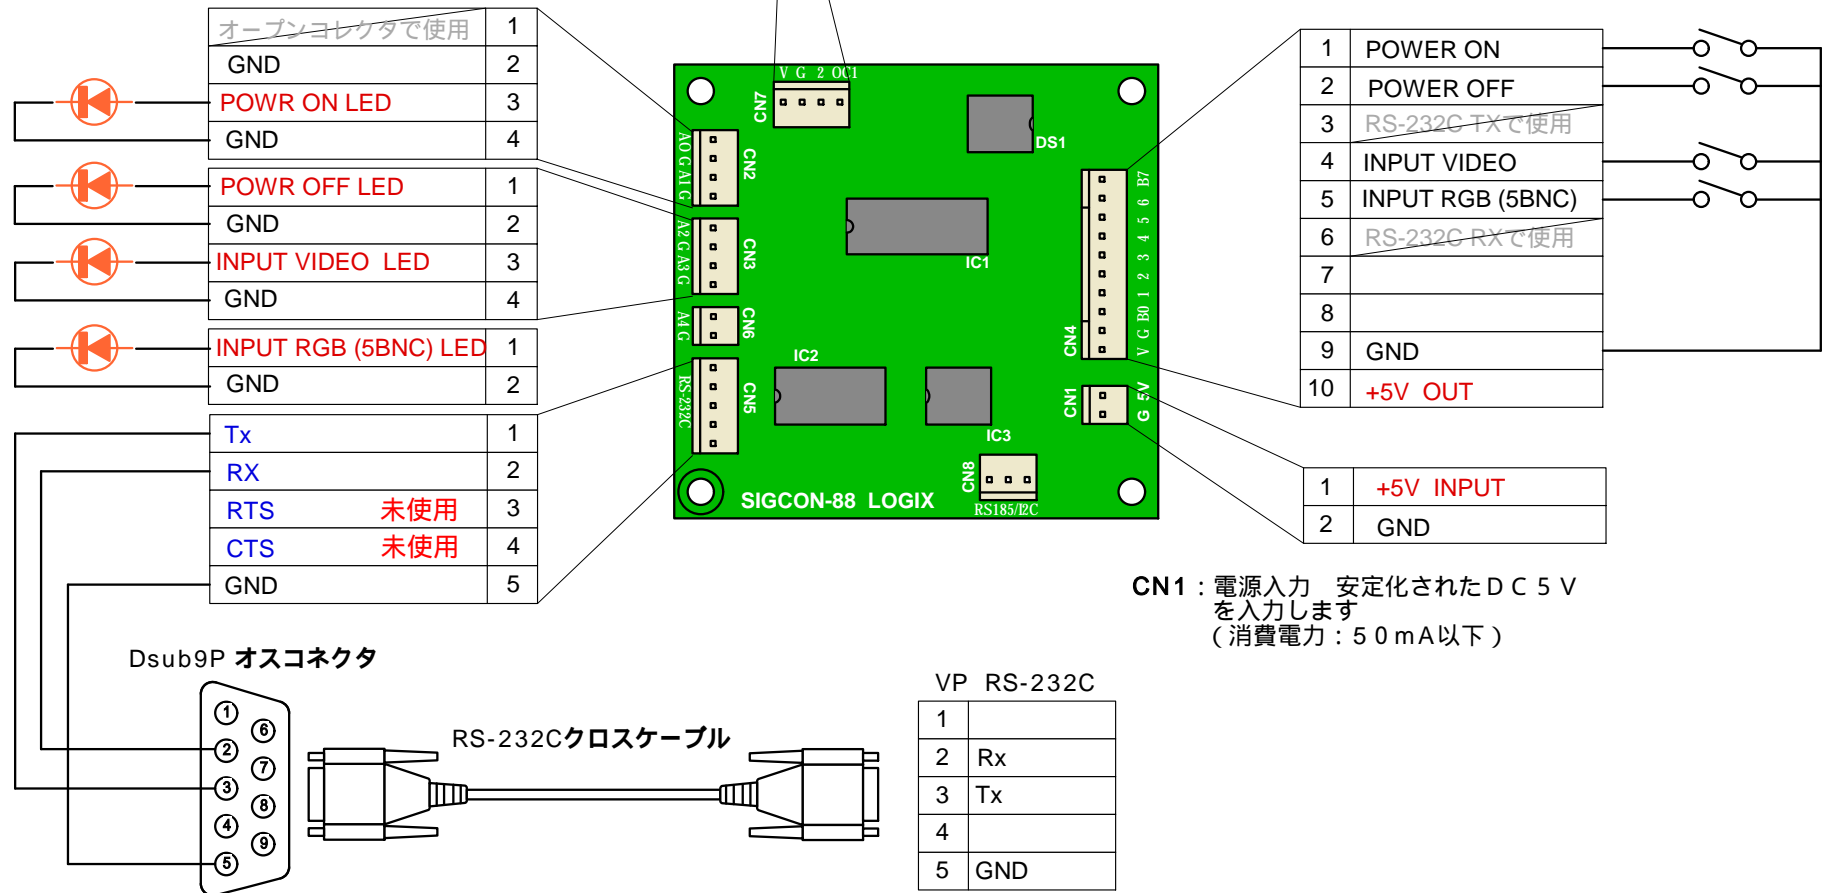 オープンコレクタで使用 1
GND 2
POWR ON LED 3
GND 4
POWR OFF LED 1
GND 2
INPUT VIDEO LED 3
GND 4
INPUT RGB (5BNC) LED 1
GND 2
Tx 1
RX 2
RTS 未使用 3
CTS 未使用 4
GND 5
V G 2 OC1
CN7
DS1
A0 G A1 G
CN2
A2 G A3 G
CN3
A4 G
CN6
RS-232C
CN5
IC1
IC2
IC3
CN4
V G B0 1 2 3 4 5 6 B7
CN1
G 5V
CN8
RS185/I2C
SIGCON-88 LOGIX
1 POWER ON
2 POWER OFF
3 RS-232C TXで使用
4 INPUT VIDEO
5 INPUT RGB (5BNC)
6 RS-232C RXで使用
7
8
9 GND
10 +5V OUT
1 +5V INPUT
2 GND
CN1：電源入力 安定化されたＤＣ５Ｖ
を入力します
（消費電力：５０ｍA以下）
Dsub9P オスコネクタ
1
6
2
7
3
8
4
9
5
RS-232Cクロスケーブル
VP RS-232C
1
2 Rx
3 Tx
4
5 GND